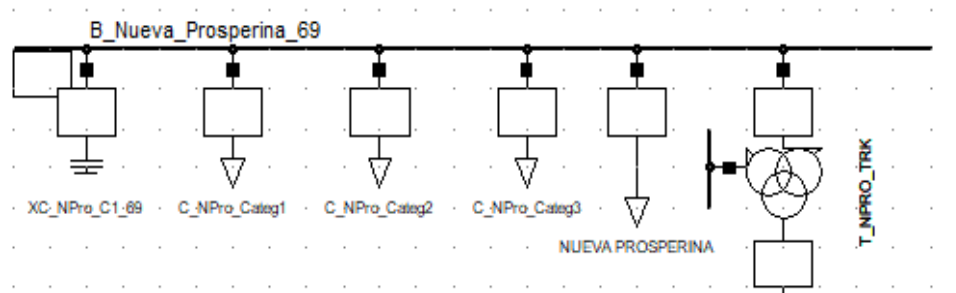 B_Nueva_Prosperina_69
XC_NPro_C1-69
C_NPro_Categ1
C_NPro_Categ2
C_NPro_Categ3
NUEVA PROSPERINA
T_NPRO_TRK